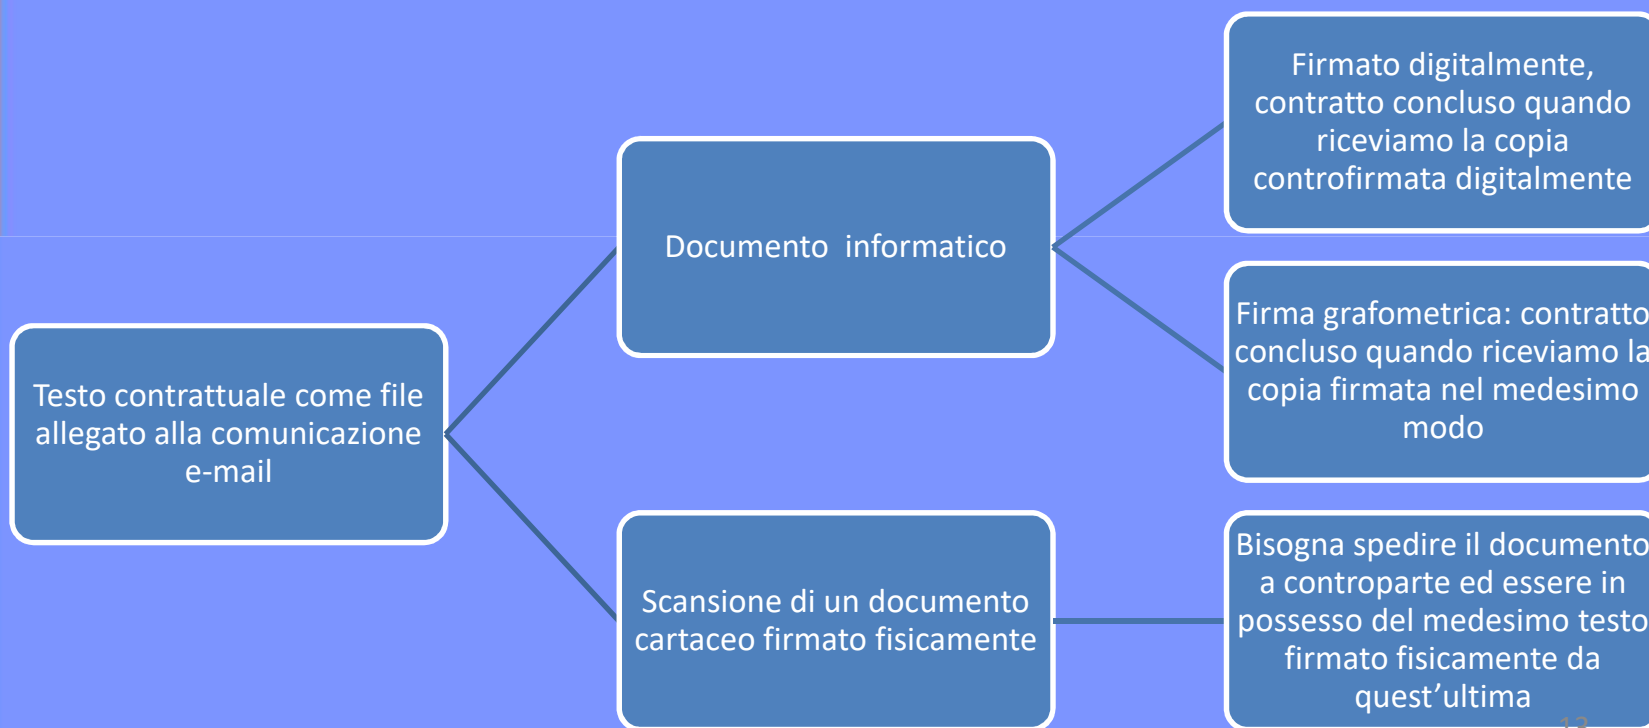 Testo contrattuale come file
allegato alla comunicazione
e-mail
Documento  informatico
Firmato digitalmente,
contratto concluso quando
riceviamo la copia
controfirmata digitalmente
Firma grafometrica: contratto
concluso quando riceviamo la
copia firmata nel medesimo
modo
Scansione di un documento
cartaceo firmato fisicamente
Bisogna spedire il documento
a controparte ed essere in
possesso del medesimo testo
firmato fisicamente da
quest’ultima
13